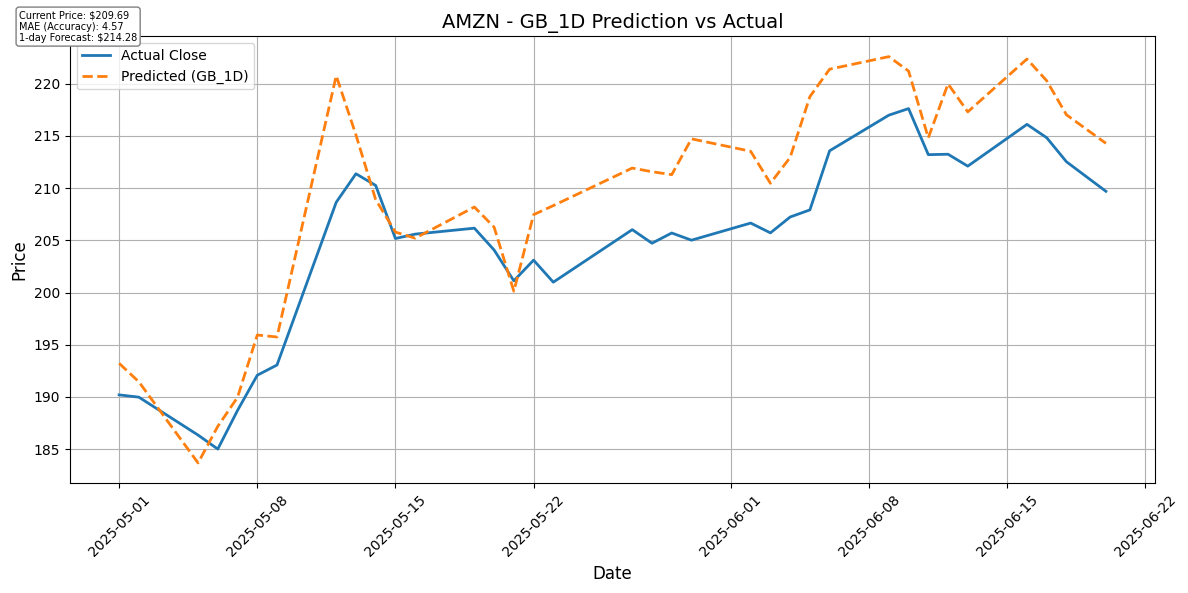 Current Price: $209.69
MAE (Accuracy): 4.57
1-day Forecast: $214.28
AMZN - GB_1D Prediction vs Actual
Actual Close
Predicted (GB_1D)
Price
220
215
210
205
200
195
190
185
2025-05-01
2025-05-08
2025-05-15
2025-05-22
2025-06-01
2025-06-08
2025-06-15
2025-06-22
Date